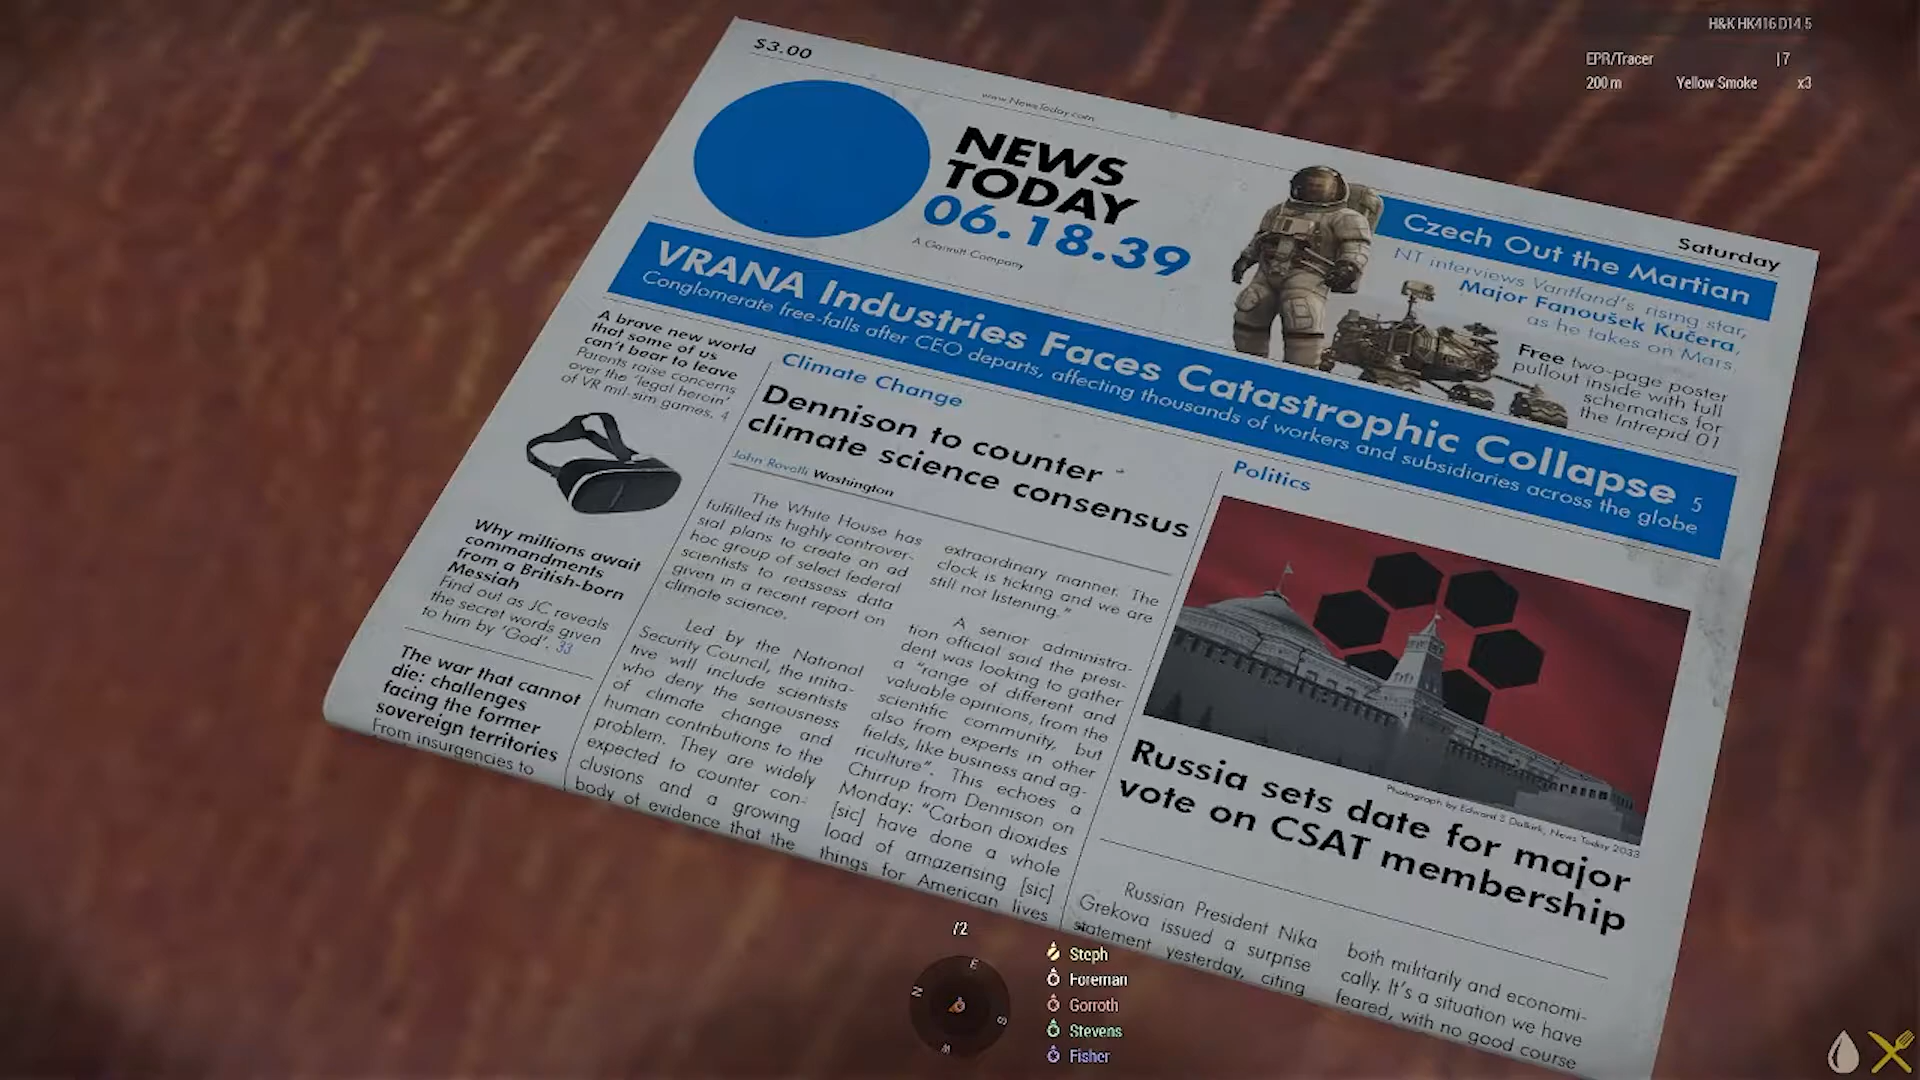 H&K HK416 D14.5
EPR/Tracer |7
200 m Yellow Smoke x3
$3.00
www.NewsToday.com
NEWS
TODAY
06.18.39
A Gannitt Company
Saturday
Czech Out the Martian
NT interviews Vantland's rising star,
Major Fanoušek Kučera,
as he takes on Mars.
Free two-page poster
pullout inside with full
schematics for
the Intrepid 01
VRANA Industries Faces Catastrophic Collapse 5
Conglomerate free-falls after CEO departs, affecting thousands of workers and subsidiaries across the globe
A brave new world
that some of us
can't bear to leave
Parents raise concerns
over the 'legal heroin'
of VR mil-sim games. 4
Why millions await
commandments
from a British-born
Messiah
Find out as JC reveals
the secret words given
to him by 'God'. 33
The war that cannot
die: challenges
facing the former
sovereign territories
From insurgencies to
Climate Change
Dennison to counter
climate science consensus
John Rovolli Washington
The White House has
fulfilled its highly controver-
sial plans to create an ad
hoc group of select federal
scientists to reassess data
given in a recent report on
climate science.
Led by the National
Security Council, the initia-
tive will include scientists
who deny the seriousness
of climate change and
human contributions to the
problem. They are widely
expected to counter con-
clusions and a growing
body of evidence that the
extraordinary manner. The
clock is ticking and we are
still not listening."
A senior administra-
tion official said the presi-
dent was looking to gather
a "range of different and
valuable opinions, from the
scientific community, but
also from experts in other
fields, like business and ag-
riculture". This echoes a
Chirrup from Dennison on
Monday: "Carbon dioxides
[sic] have done a whole
load of amazerising [sic]
things for American lives
Politics
Photograph by Edward S Dalkirk, News Today 2033
Russia sets date for major
vote on CSAT membership
Russian President Nika
Grekova issued a surprise
statement yesterday, citing
both militarily and economi-
cally. It's a situation we have
feared, with no good course
72
N
E
S
W
Steph
Foreman
Gorroth
Stevens
Fisher